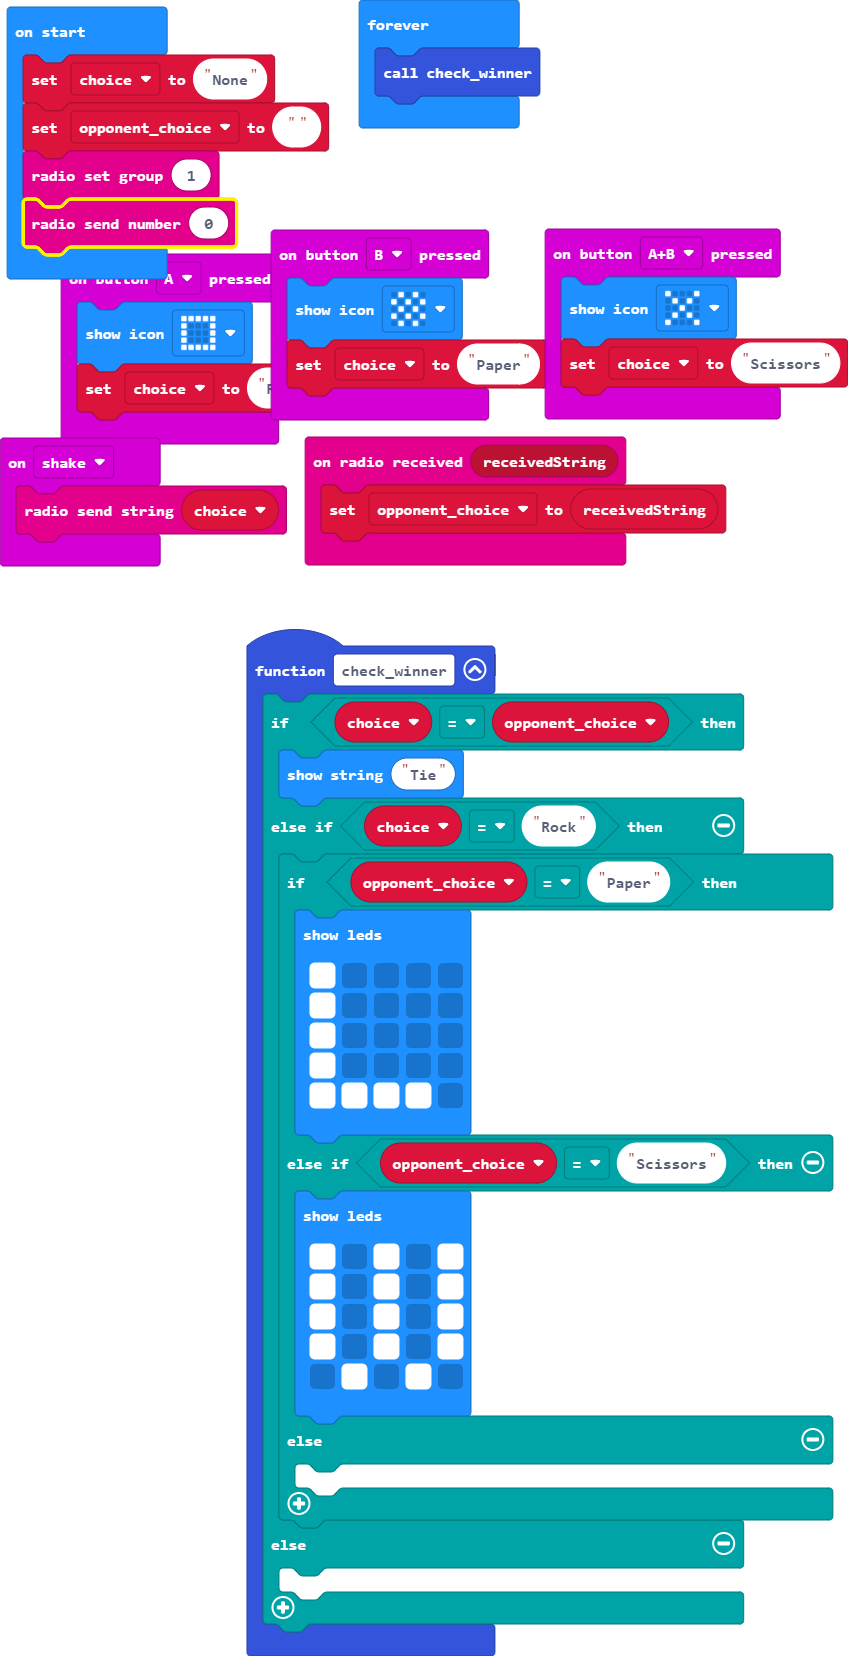 on start
set choice to "None"
set opponent_choice to " "
radio set group 1
radio send number 0
forever
call check_winner
on button A pressed
show icon
set choice to "
on button B pressed
show icon
set choice to "Paper"
on button A+B pressed
show icon
set choice to "Scissors"
on shake
radio send string choice
on radio received receivedString
set opponent_choice to receivedString
function check_winner
if choice = opponent_choice then
show string "Tie"
else if choice = "Rock" then
if opponent_choice = "Paper" then
show leds
else if opponent_choice = "Scissors" then
show leds
else
else